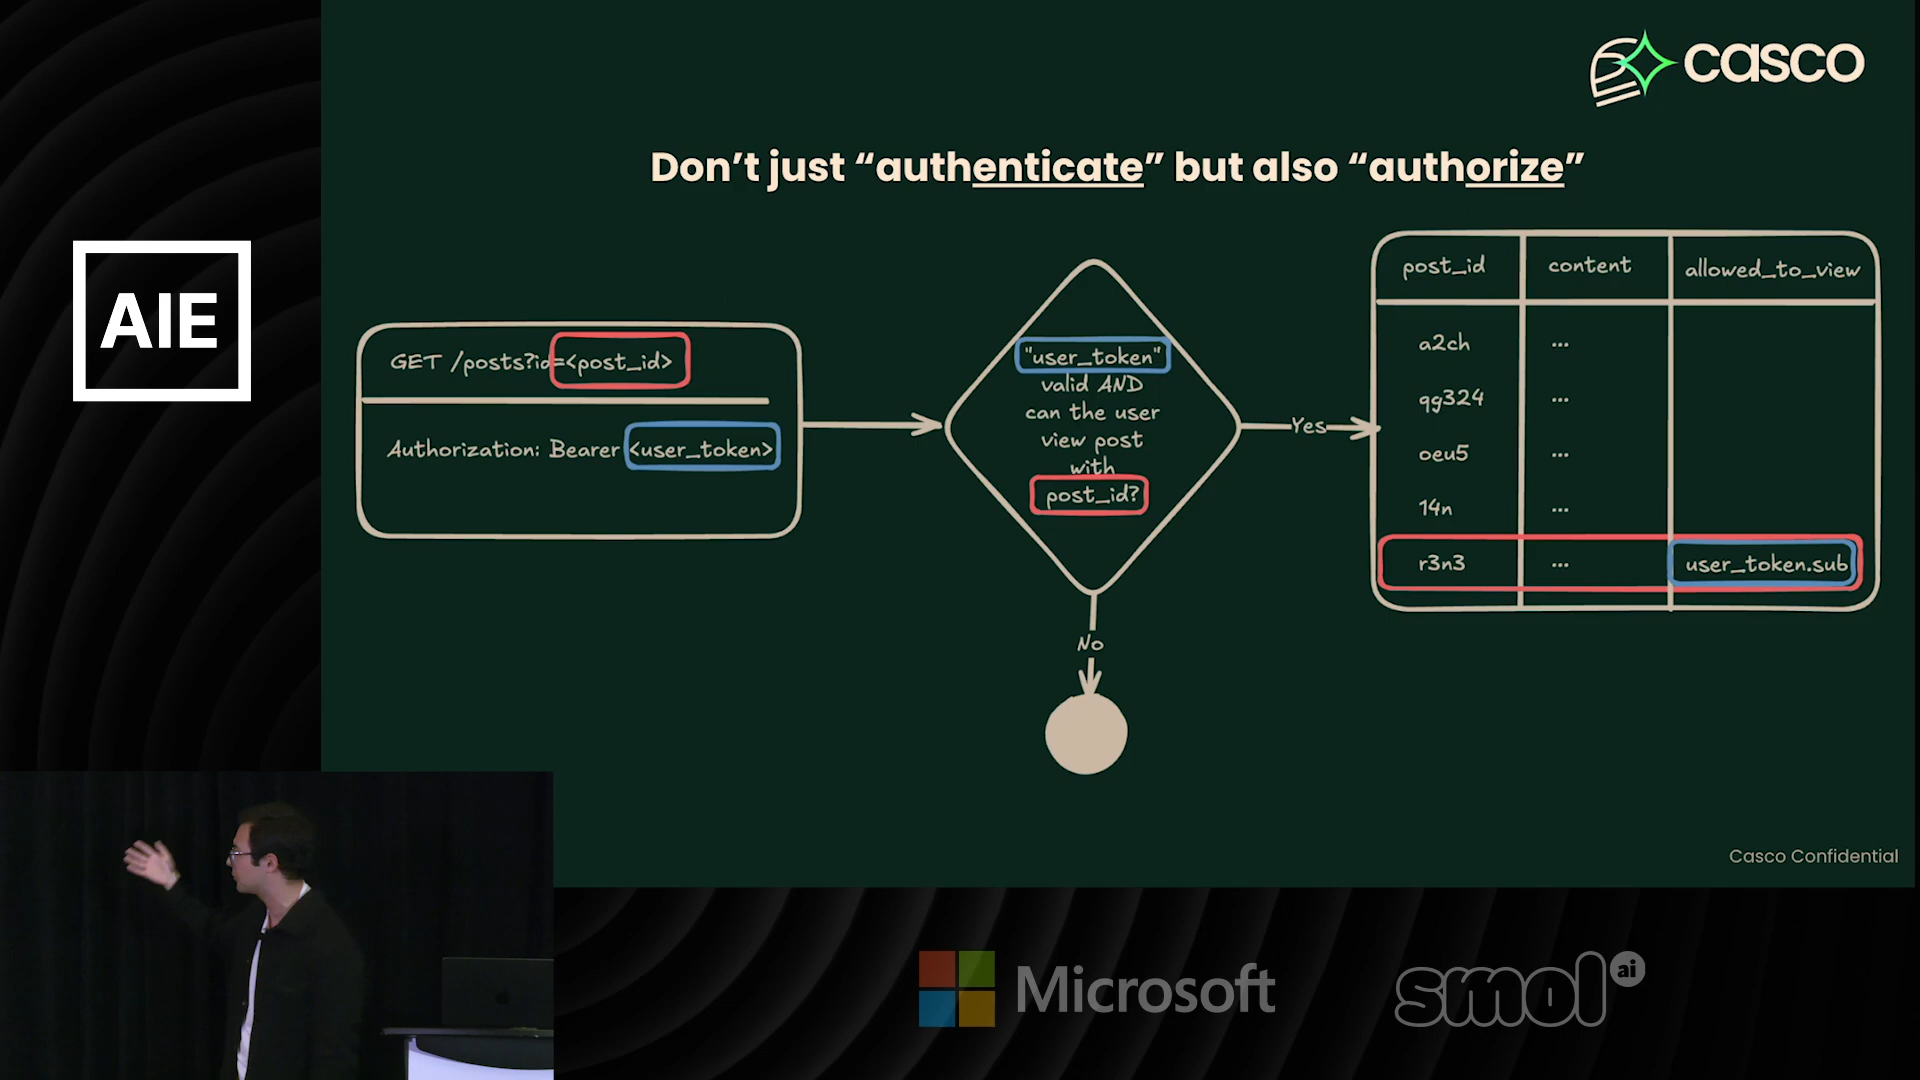 casco
Don't just “authenticate” but also “authorize”
AIE
GET /posts?id=<post_id>
Authorization: Bearer <user_token>
"user_token"
valid AND
can the user
view post
with
post_id?
Yes
No
post_id content allowed_to_view
a2ch ...
qg324 ...
oeu5 ...
14n ...
r3n3 ... user_token.sub
Casco Confidential
Microsoft
smol ai